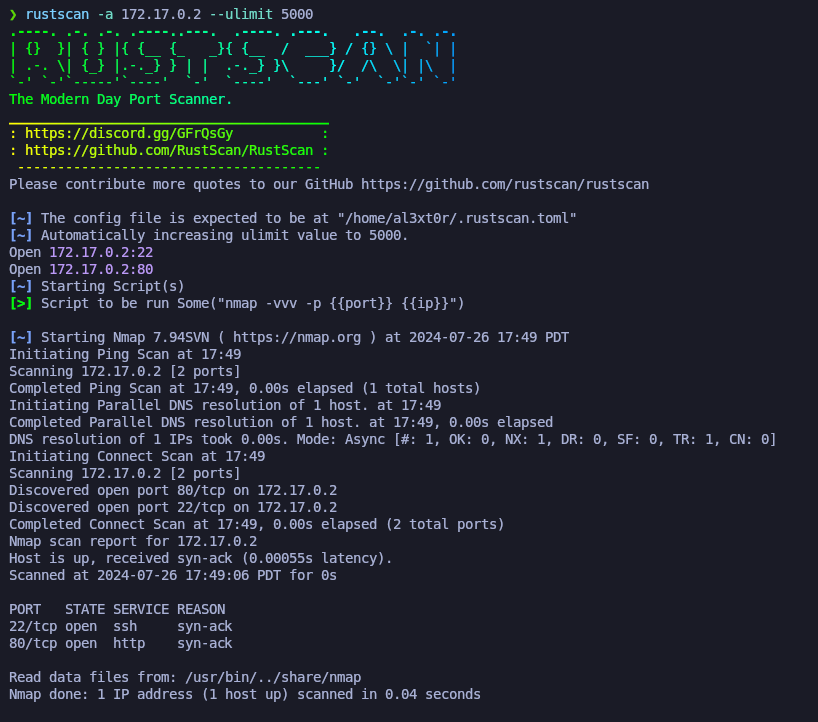 ❯ rustscan -a 172.17.0.2 --ulimit 5000
.----. .-. .-. .----..---.  .----. .---.   .--.  .-. .-.
| {}  }| { } |{ {__ {_   _}{ {__  /  ___} / {} \ |  `| |
| .-. \| {_} |.-._} } | |  .-._} }\     }/  /\  \| |\  |
`-' `-'`-----'`----'  `-'  `----'  `---' `-'  `-'`-' `-'
The Modern Day Port Scanner.
________________________________________
: https://discord.gg/GFrQsGy           :
: https://github.com/RustScan/RustScan :
 --------------------------------------
Please contribute more quotes to our GitHub https://github.com/rustscan/rustscan

[~] The config file is expected to be at "/home/al3xt0r/.rustscan.toml"
[~] Automatically increasing ulimit value to 5000.
Open 172.17.0.2:22
Open 172.17.0.2:80
[~] Starting Script(s)
[>] Script to be run Some("nmap -vvv -p {{port}} {{ip}}")

[~] Starting Nmap 7.94SVN ( https://nmap.org ) at 2024-07-26 17:49 PDT
Initiating Ping Scan at 17:49
Scanning 172.17.0.2 [2 ports]
Completed Ping Scan at 17:49, 0.00s elapsed (1 total hosts)
Initiating Parallel DNS resolution of 1 host. at 17:49
Completed Parallel DNS resolution of 1 host. at 17:49, 0.00s elapsed
DNS resolution of 1 IPs took 0.00s. Mode: Async [#: 1, OK: 0, NX: 1, DR: 0, SF: 0, TR: 1, CN: 0]
Initiating Connect Scan at 17:49
Scanning 172.17.0.2 [2 ports]
Discovered open port 80/tcp on 172.17.0.2
Discovered open port 22/tcp on 172.17.0.2
Completed Connect Scan at 17:49, 0.00s elapsed (2 total ports)
Nmap scan report for 172.17.0.2
Host is up, received syn-ack (0.00055s latency).
Scanned at 2024-07-26 17:49:06 PDT for 0s

PORT   STATE SERVICE REASON
22/tcp open  ssh     syn-ack
80/tcp open  http    syn-ack

Read data files from: /usr/bin/../share/nmap
Nmap done: 1 IP address (1 host up) scanned in 0.04 seconds